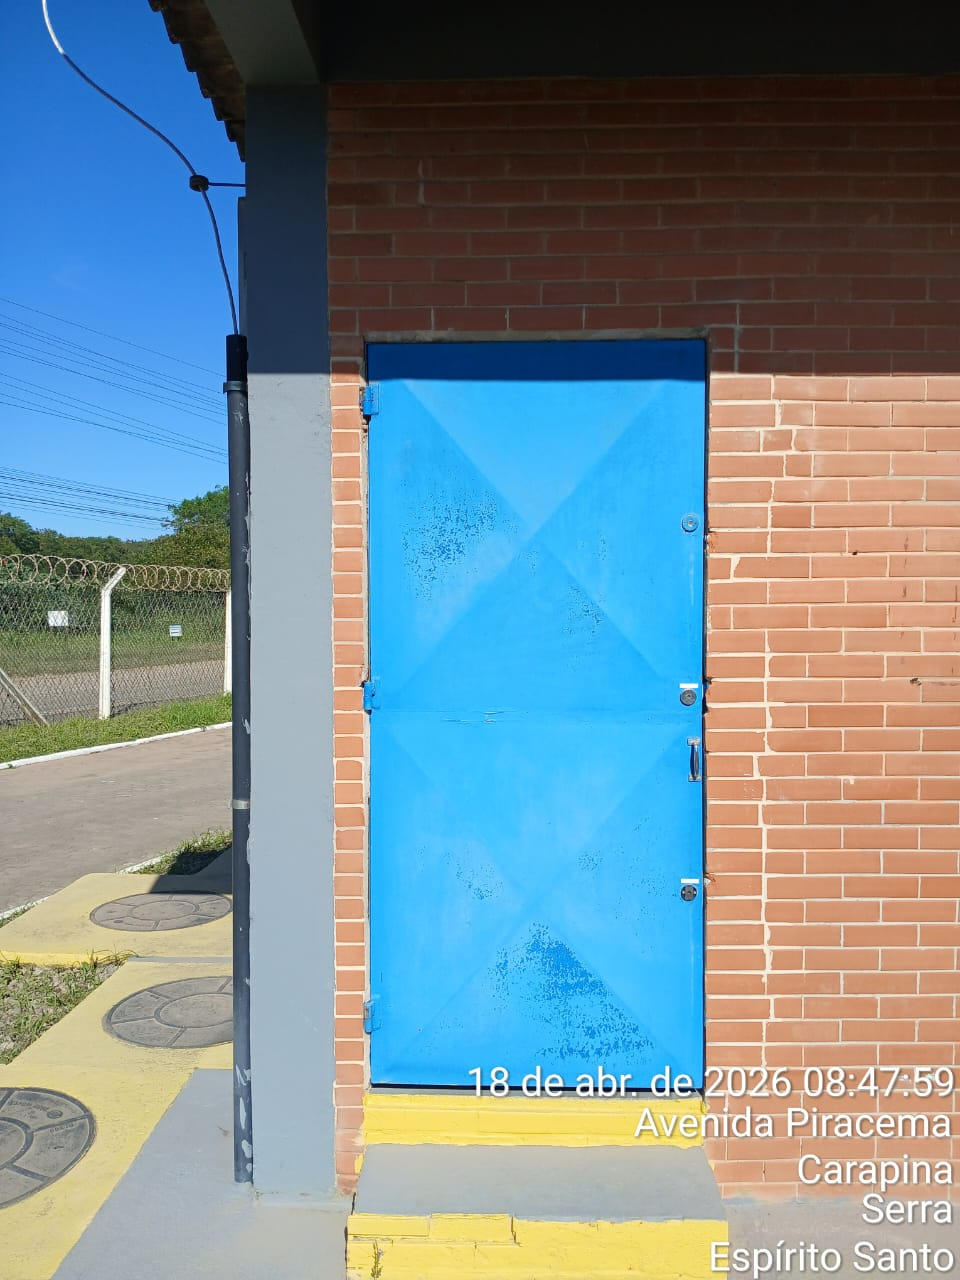 18 de abr. de 2026 08:47:59
Avenida Piracema
Carapina
Serra
Espírito Santo